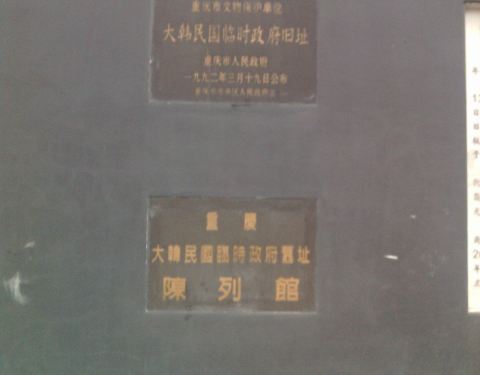 重庆市文物保护单位
大韩民国临时政府旧址
重庆市人民政府
一九九二年三月十九日公布
重慶
大韓民國臨時政府舊址
陳列館